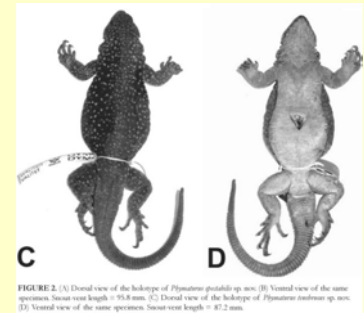 C
D
FIGURE 2. (A) Dorsal view of the holotype of Phymaturus spectabilis sp. nov. (B) Ventral view of the same
specimen. Snout-vent length = 95.8 mm. (C) Dorsal view of the holotype of Phymaturus tenebrosus sp. nov.
(D) Ventral view of the same specimen. Snout-vent length = 87.2 mm.